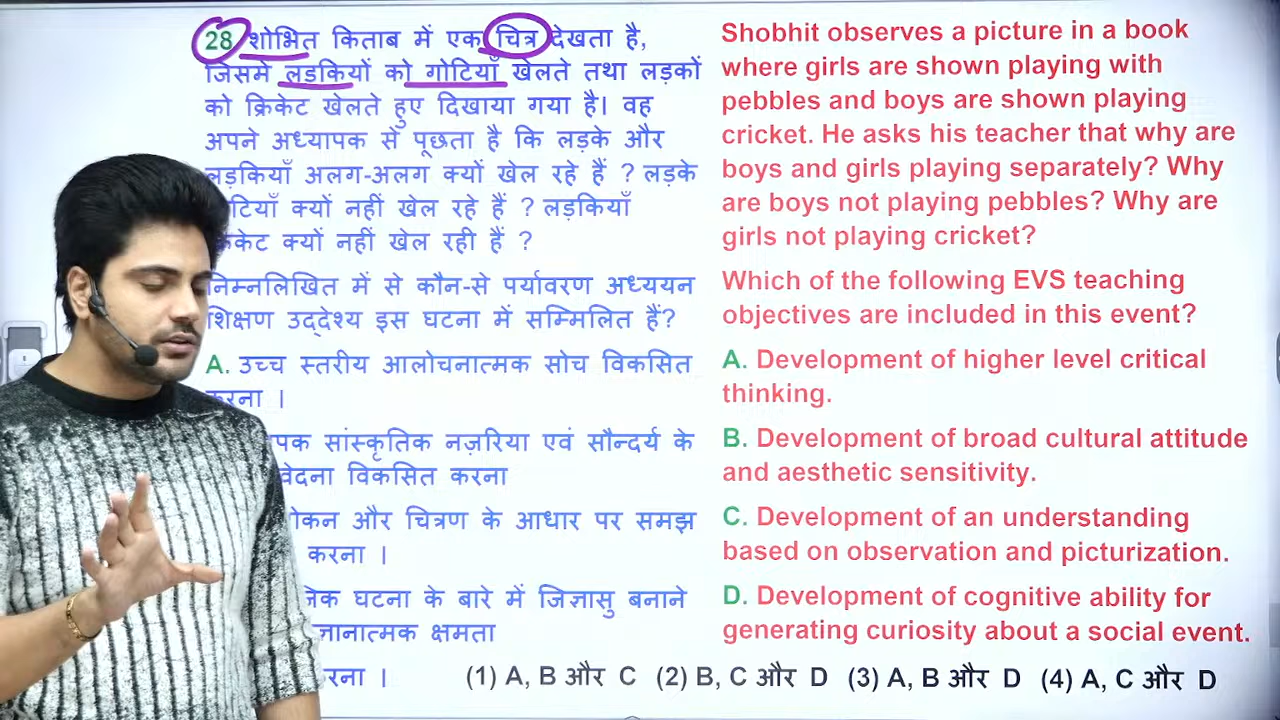 28 शोभित किताब में एक चित्र देखता है,
जिसमें लड़कियों को गोटियाँ खेलते तथा लड़कों
को क्रिकेट खेलते हुए दिखाया गया है। वह
अपने अध्यापक से पूछता है कि लड़के और
लड़कियाँ अलग-अलग क्यों खेल रहे हैं ? लड़के
क्यों नहीं खेल रहे हैं ? लड़कियाँ
क्यों नहीं खेल रही हैं ?
निम्नलिखित में से कौन-से पर्यावरण अध्ययन
शिक्षण उद्देश्य इस घटना में सम्मिलित हैं?
A. उच्च स्तरीय आलोचनात्मक सोच विकसित
करना ।
सांस्कृतिक नज़रिया एवं सौन्दर्य के
विकसित करना
और चित्रण के आधार पर समझ
करना ।
घटना के बारे में जिज्ञासु बनाने
क्षमता
(1) A, B और C (2) B, C और D (3) A, B और D (4) A, C और D
Shobhit observes a picture in a book
where girls are shown playing with
pebbles and boys are shown playing
cricket. He asks his teacher that why are
boys and girls playing separately? Why
are boys not playing pebbles? Why are
girls not playing cricket?
Which of the following EVS teaching
objectives are included in this event?
A. Development of higher level critical
thinking.
B. Development of broad cultural attitude
and aesthetic sensitivity.
C. Development of an understanding
based on observation and picturization.
D. Development of cognitive ability for
generating curiosity about a social event.